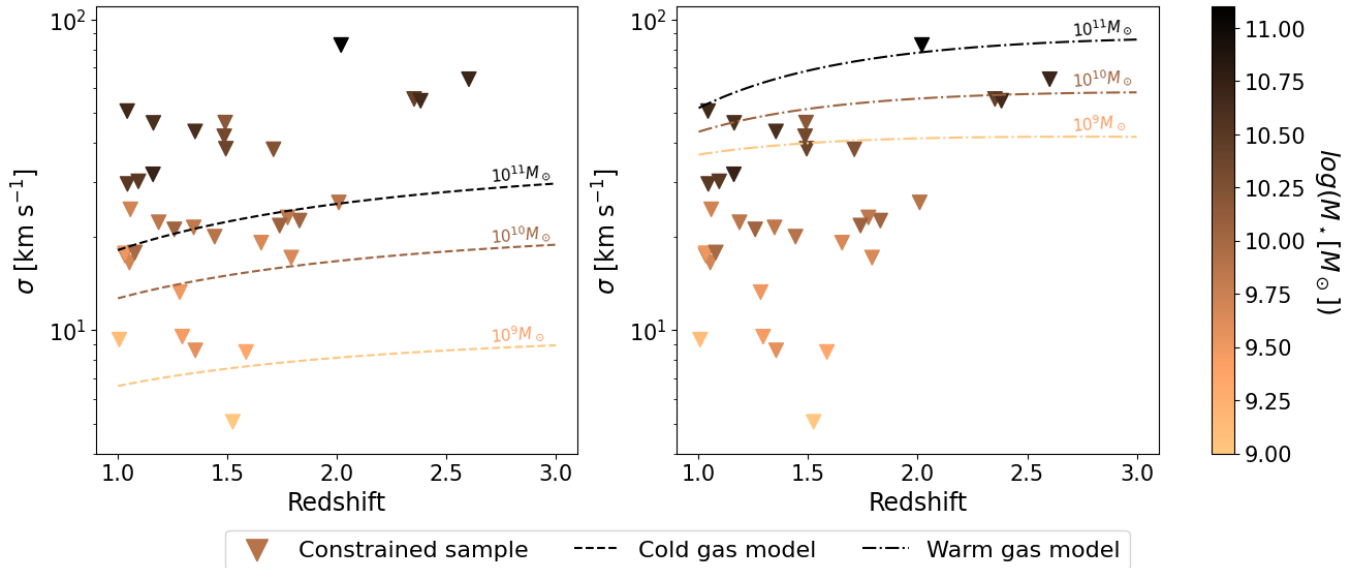 10²
10¹
σ [km s⁻¹]
10¹¹M⊙
10¹⁰M⊙
10⁹M⊙
1.0 1.5 2.0 2.5 3.0
Redshift
10²
10¹
σ [km s⁻¹]
10¹¹M⊙
10¹⁰M⊙
10⁹M⊙
1.0 1.5 2.0 2.5 3.0
Redshift
11.00
10.75
10.50
10.25
10.00
9.75
9.50
9.25
9.00
log(M⋆[M⊙])
Constrained sample Cold gas model Warm gas model